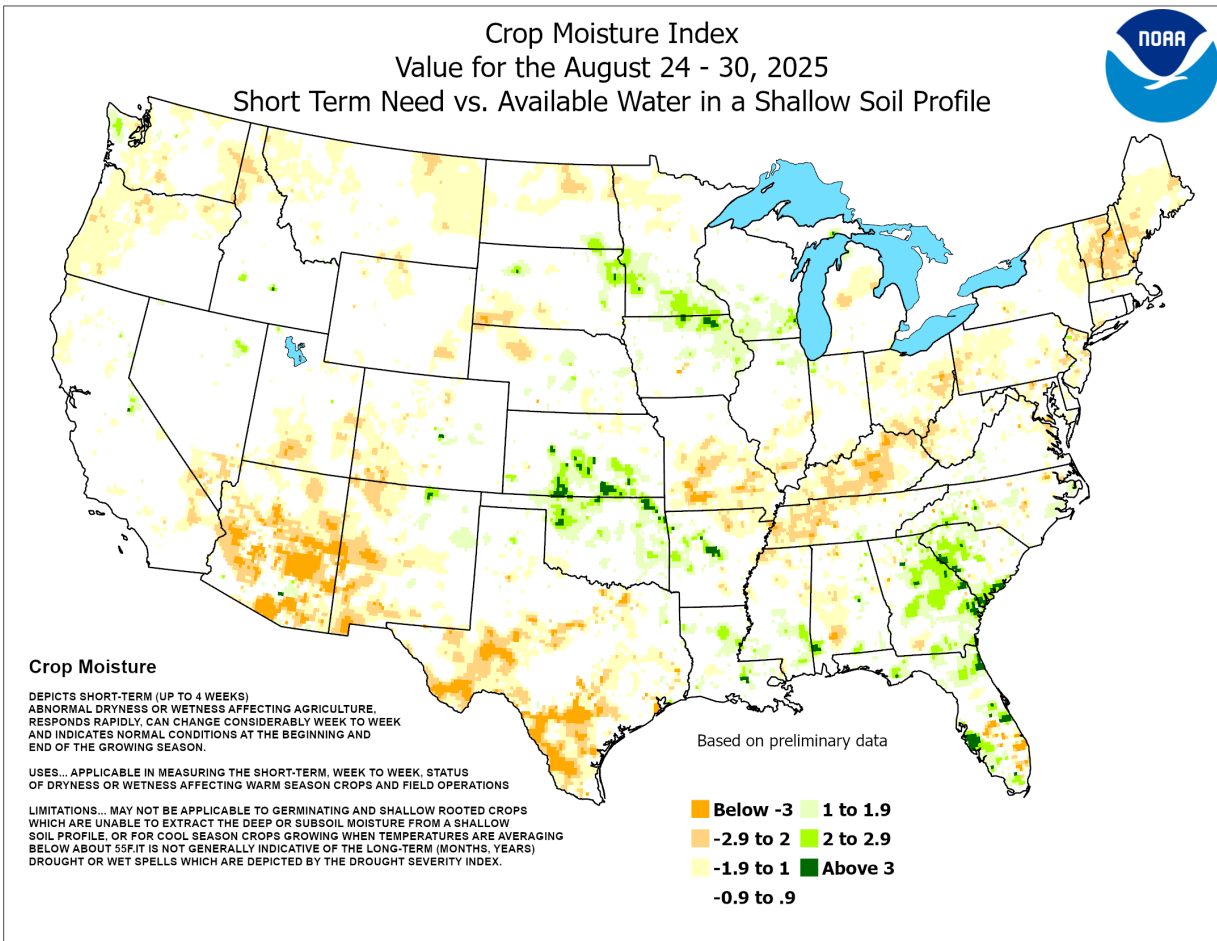 Crop Moisture Index
Value for the August 24 - 30, 2025
Short Term Need vs. Available Water in a Shallow Soil Profile
NOAA
Crop Moisture
DEPICTS SHORT-TERM (UP TO 4 WEEKS)
ABNORMAL DRYNESS OR WETNESS AFFECTING AGRICULTURE,
RESPONDS RAPIDLY, CAN CHANGE CONSIDERABLY WEEK TO WEEK
AND INDICATES NORMAL CONDITIONS AT THE BEGINNING AND
END OF THE GROWING SEASON.
USES... APPLICABLE IN MEASURING THE SHORT-TERM, WEEK TO WEEK, STATUS
OF DRYNESS OR WETNESS AFFECTING WARM SEASON CROPS AND FIELD OPERATIONS
LIMITATIONS... MAY NOT BE APPLICABLE TO GERMINATING AND SHALLOW ROOTED CROPS
WHICH ARE UNABLE TO EXTRACT THE DEEP OR SUBSOIL MOISTURE FROM A SHALLOW
SOIL PROFILE, OR FOR COOL SEASON CROPS GROWING WHEN TEMPERATURES ARE AVERAGING
BELOW ABOUT 55F.IT IS NOT GENERALLY INDICATIVE OF THE LONG-TERM (MONTHS, YEARS)
DROUGHT OR WET SPELLS WHICH ARE DEPICTED BY THE DROUGHT SEVERITY INDEX.
Based on preliminary data
Below -3
-2.9 to 2
-1.9 to 1
-0.9 to .9
1 to 1.9
2 to 2.9
Above 3